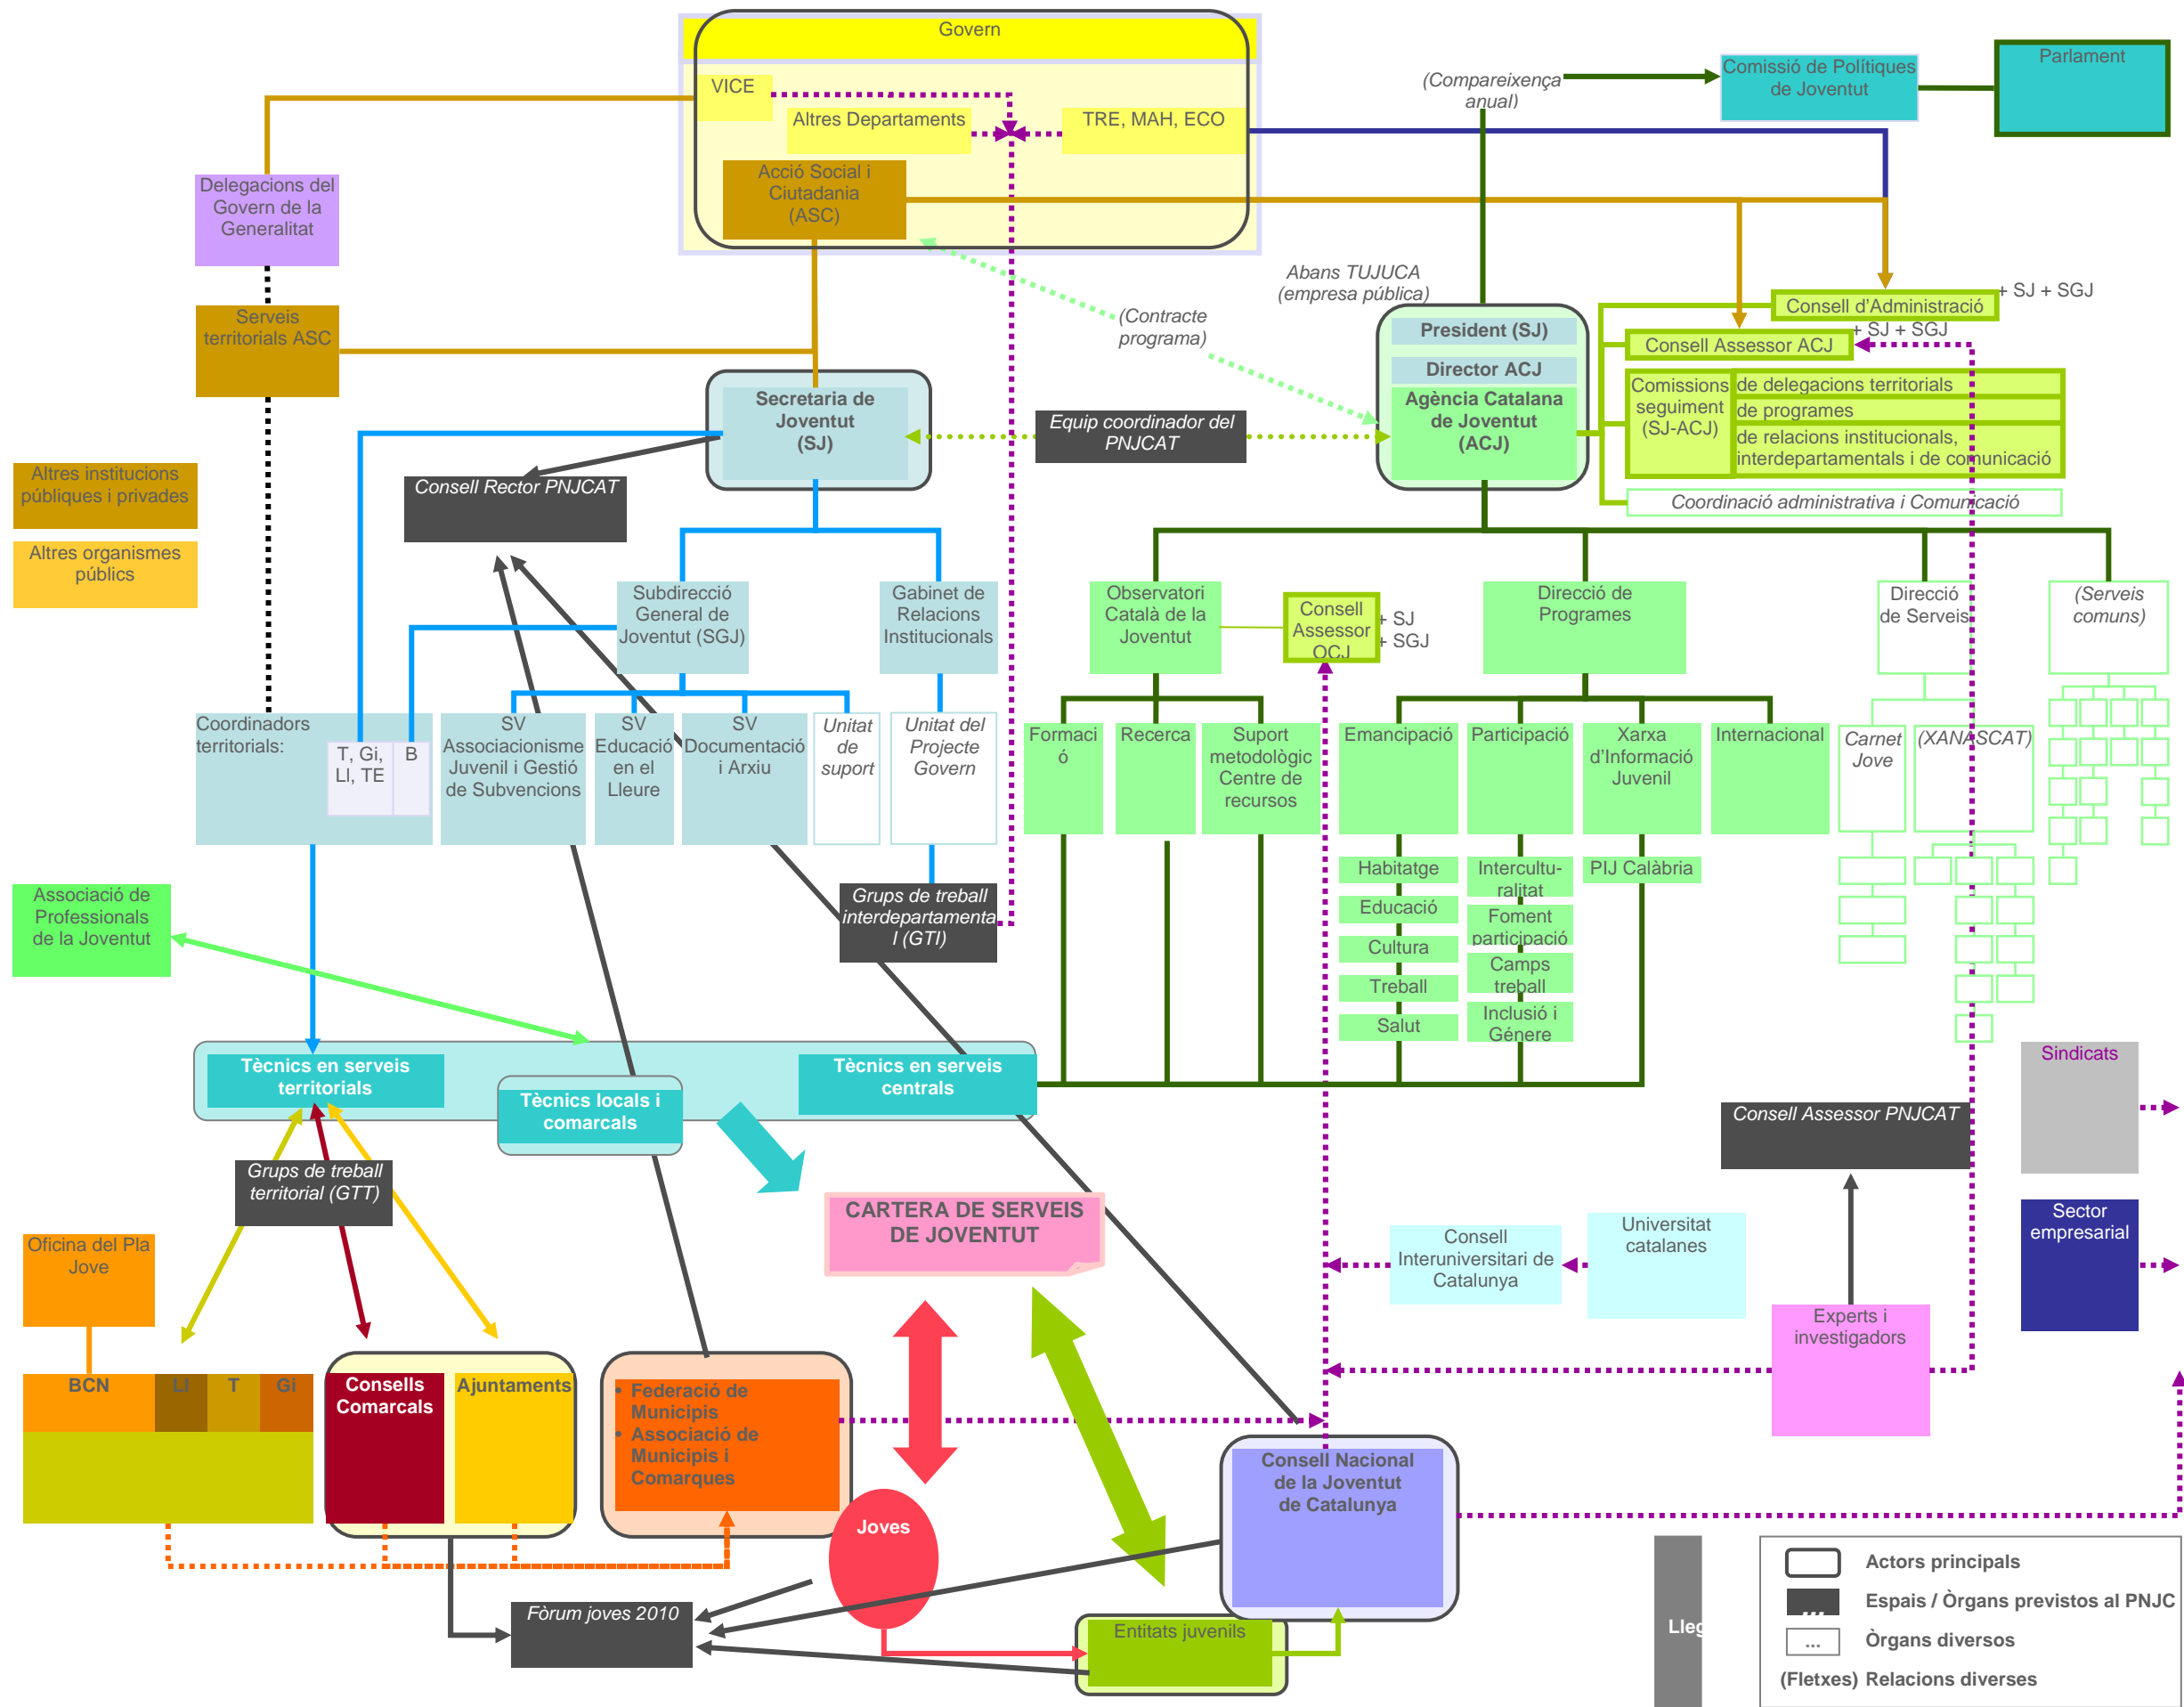 Govern
VICE
Altres Departaments
TRE, MAH, ECO
Acció Social i
Ciutadania
(ASC)
(Compareixença
anual)
Comissió de Polítiques
de Joventut
Parlament
Delegacions del
Govern de la
Generalitat
Serveis
territorials ASC
Abans TUJUCA
(empresa pública)
(Contracte
programa)
President (SJ)
Director ACJ
Agència Catalana
de Joventut
(ACJ)
Consell d'Administració
+ SJ + SGJ
+ SJ + SGJ
Consell Assessor ACJ
Comissions
seguiment
(SJ-ACJ)
de delegacions territorials
de programes
de relacions institucionals,
interdepartamentals i de comunicació
Coordinació administrativa i Comunicació
Secretaria de
Joventut
(SJ)
Equip coordinador del
PNJCAT
Consell Rector PNJCAT
Altres institucions
públiques i privades
Altres organismes
públics
Subdirecció
General de
Joventut (SGJ)
Gabinet de
Relacions
Institucionals
Observatori
Català de la
Joventut
Consell
Assessor
OCJ
+ SJ
+ SGJ
Direcció de
Programes
Direcció
de Serveis
(Serveis
comuns)
Coordinadors
territorials:
T, Gi,
Ll, TE
B
SV
Associacionisme
Juvenil i Gestió
de Subvencions
SV
Educació
en el
Lleure
SV
Documentació
i Arxiu
Unitat
de
suport
Unitat del
Projecte
Govern
Formaci
ó
Recerca
Suport
metodològic
Centre de
recursos
Emancipació
Participació
Xarxa
d'Informació
Juvenil
Internacional
Carnet
Jove
(XANASCAT)
Habitatge
Educació
Cultura
Treball
Salut
Intercultu-
ralitat
Foment
participació
Camps
treball
Inclusió i
Génere
PIJ Calàbria
Associació de
Professionals
de la Joventut
Grups de treball
interdepartamenta
l (GTI)
Tècnics en serveis
territorials
Tècnics locals i
comarcals
Tècnics en serveis
centrals
Sindicats
Consell Assessor PNJCAT
Grups de treball
territorial (GTT)
CARTERA DE SERVEIS
DE JOVENTUT
Consell
Interuniversitari de
Catalunya
Universitat
catalanes
Sector
empresarial
Oficina del Pla
Jove
Experts i
investigadors
BCN
Ll
T
Gi
Consells
Comarcals
Ajuntaments
• Federació de
Municipis
• Associació de
Municipis i
Comarques
Consell Nacional
de la Joventut
de Catalunya
Joves
Fòrum joves 2010
Entitats juvenils
Lleg
Actors principals
... Espais / Òrgans previstos al PNJC
... Òrgans diversos
(Fletxes) Relacions diverses